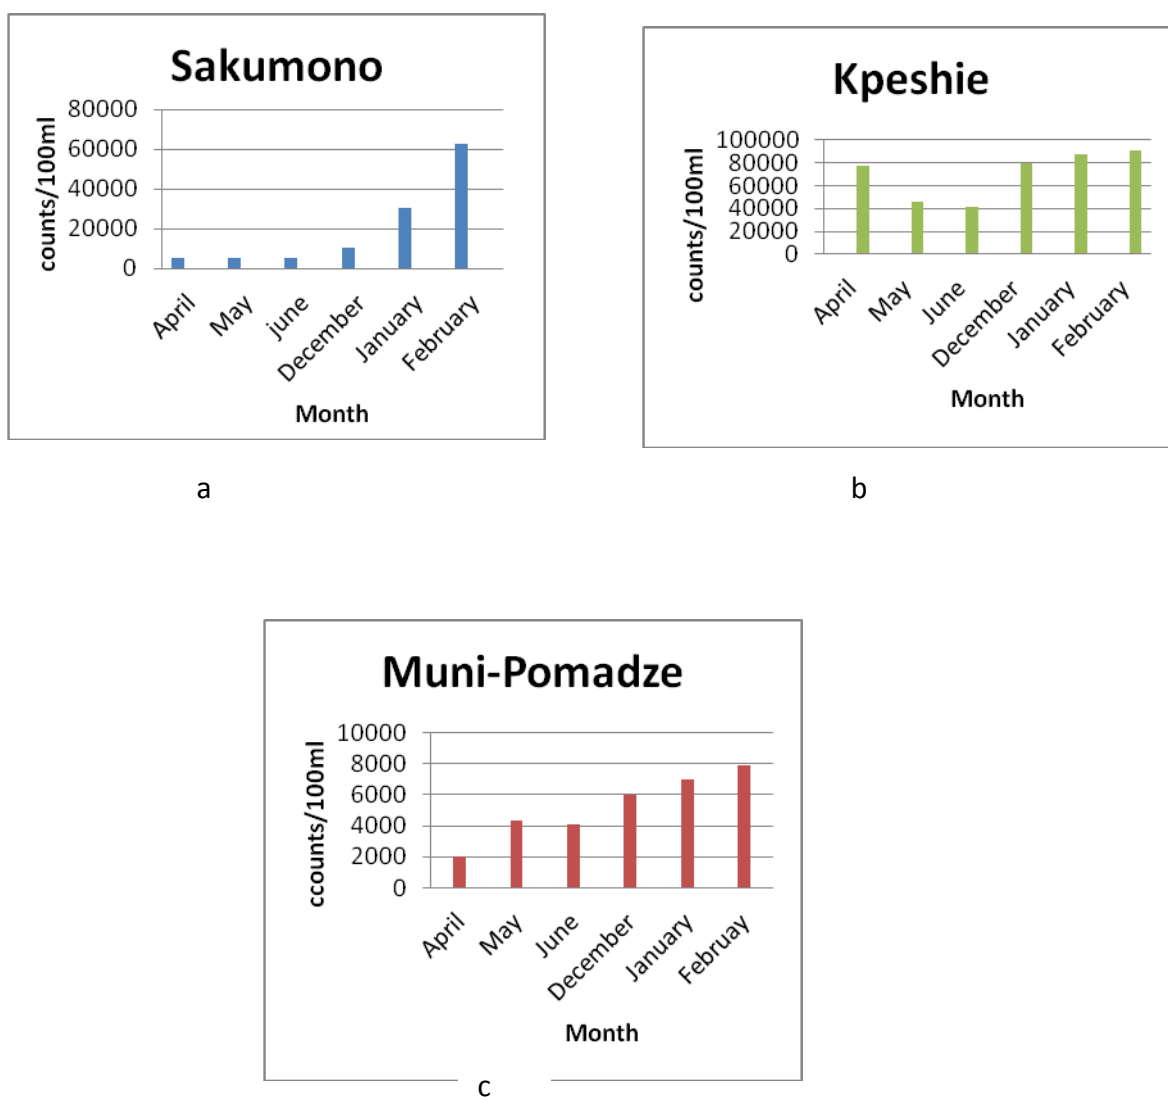 Sakumono
counts/100ml
80000
60000
40000
20000
0
April
May
june
December
January
February
Month
a
Kpeshie
counts/100ml
100000
80000
60000
40000
20000
0
April
May
June
December
January
February
Month
b
Muni-Pomadze
ccounts/100ml
10000
8000
6000
4000
2000
0
April
May
June
December
January
Februay
Month
c